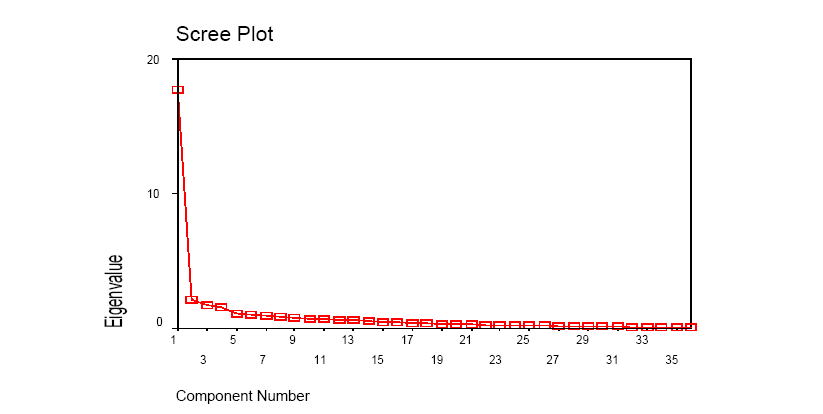 Scree Plot
20
10
0
Eigenvalue
1 5 9 13 17 21 25 29 33
3 7 11 15 19 23 27 31 35
Component Number